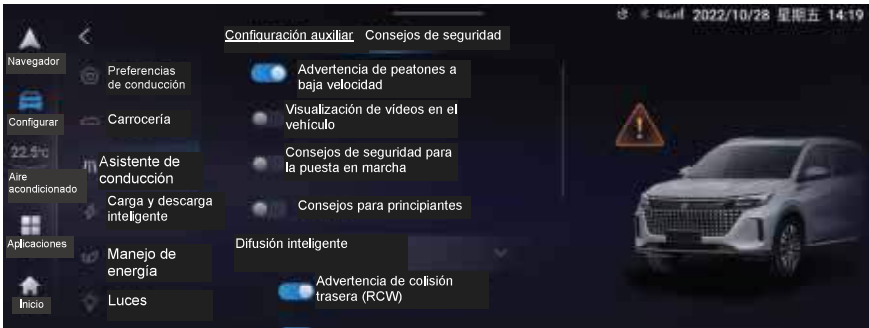 4G 2022/10/28 星期五 14:19
Configuración auxiliar Consejos de seguridad
Navegador
Configurar
22.5°c
Aire
acondicionado
Aplicaciones
Inicio
Preferencias
de conducción
Carrocería
Asistente de
conducción
Carga y descarga
inteligente
Manejo de
energía
Luces
Advertencia de peatones a
baja velocidad
Visualización de vídeos en el
vehículo
Consejos de seguridad para
la puesta en marcha
Consejos para principiantes
Difusión inteligente
Advertencia de colisión
trasera (RCW)